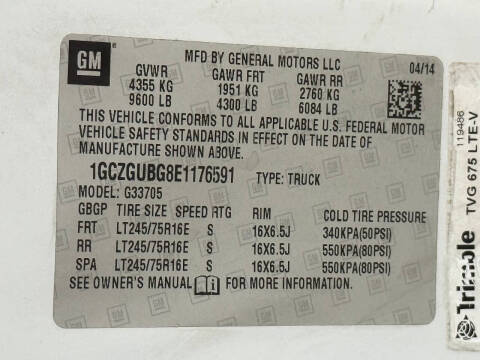 GM
MFD BY GENERAL MOTORS LLC
04/14
GVWR GAWR FRT GAWR RR
4355 KG 1951 KG 2760 KG
9600 LB 4300 LB 6084 LB
THIS VEHICLE CONFORMS TO ALL APPLICABLE U.S. FEDERAL MOTOR
VEHICLE SAFETY STANDARDS IN EFFECT ON THE DATE OF
MANUFACTURE SHOWN ABOVE.
1GCZGUBG8E1176591 TYPE: TRUCK
MODEL: G33705
GBGP TIRE SIZE SPEED RTG RIM COLD TIRE PRESSURE
FRT LT245/75R16E S 16X6.5J 340KPA(50PSI)
RR LT245/75R16E S 16X6.5J 550KPA(80PSI)
SPA LT245/75R16E S 16X6.5J 550KPA(80PSI)
SEE OWNER'S MANUAL FOR MORE INFORMATION.
119486
TVG 675 LTE-V
Trimble